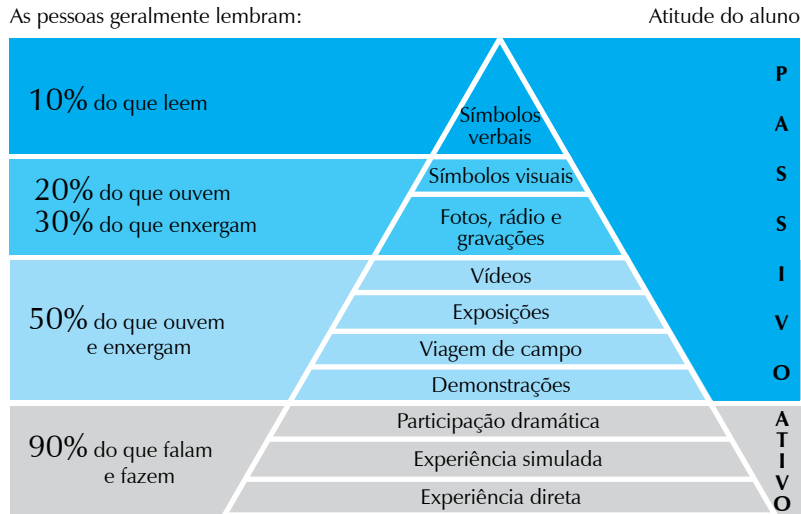 As pessoas geralmente lembram:
Atitude do aluno
10% do que leem
Símbolos
verbais
20% do que ouvem
30% do que enxergam
Símbolos visuais
Fotos, rádio e
gravações
50% do que ouvem
e enxergam
Vídeos
Exposições
Viagem de campo
Demonstrações
90% do que falam
e fazem
Participação dramática
Experiência simulada
Experiência direta
PASSIVO
ATIVO